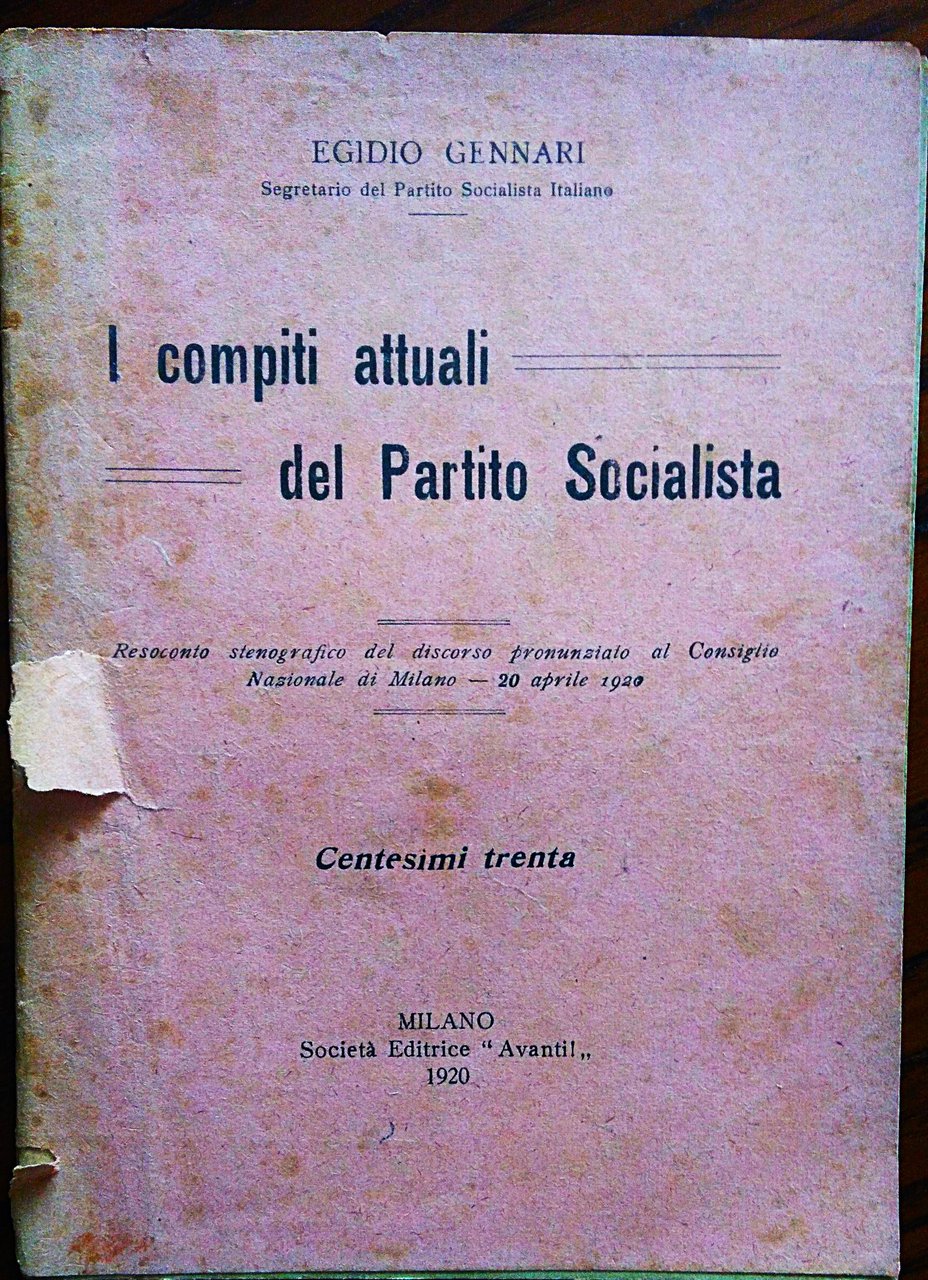 EGIDIO GENNARI
Segretario del Partito Socialista Italiano
I compiti attuali
del Partito Socialista
Resoconto stenografico del discorso pronunziato al Consiglio
Nazionale di Milano — 20 aprile 1920
Centesimi trenta
MILANO
Società Editrice "Avanti!„
1920